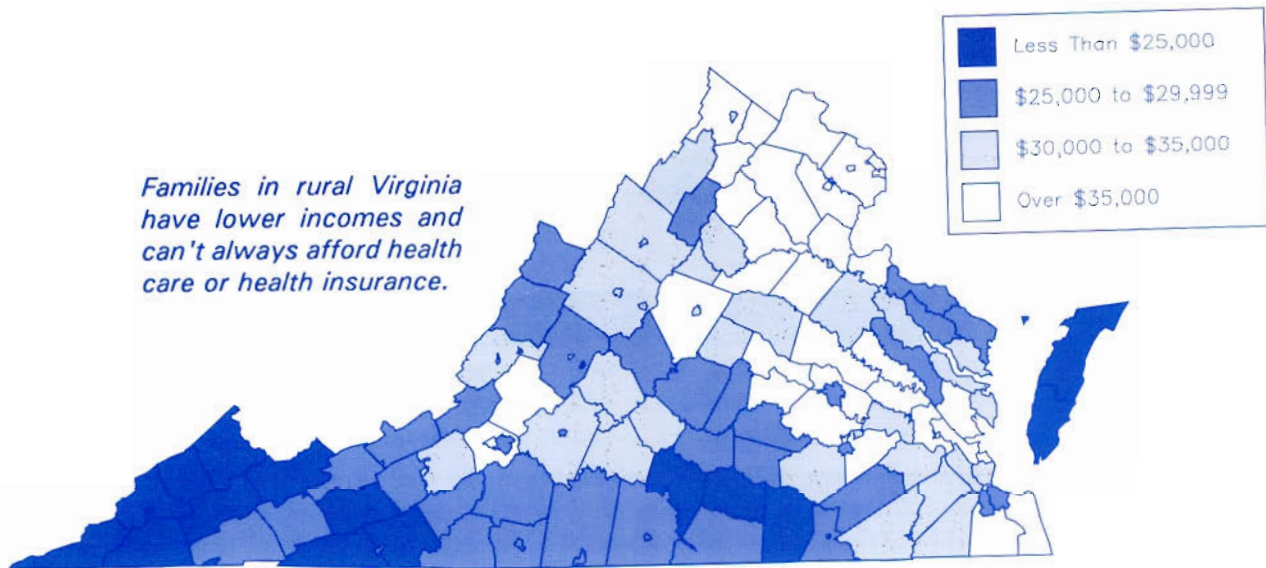 Less Than $25,000
$25,000 to $29,999
$30,000 to $35,000
Over $35,000
Families in rural Virginia
have lower incomes and
can't always afford health
care or health insurance.